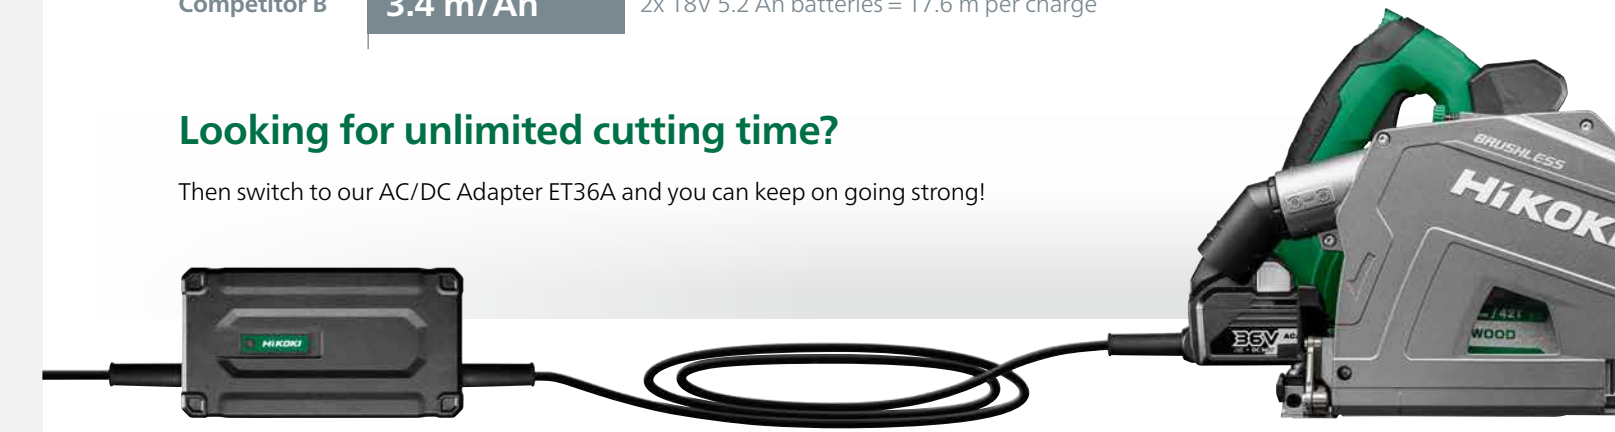 Competitor B 3.4 m/Ah 2x 18V 5.2 Ah batteries = 17.6 m per charge
Looking for unlimited cutting time?
Then switch to our AC/DC Adapter ET36A and you can keep on going strong!
BRUSHLESS
HiKOKI
HiKOKI
36V
WOOD